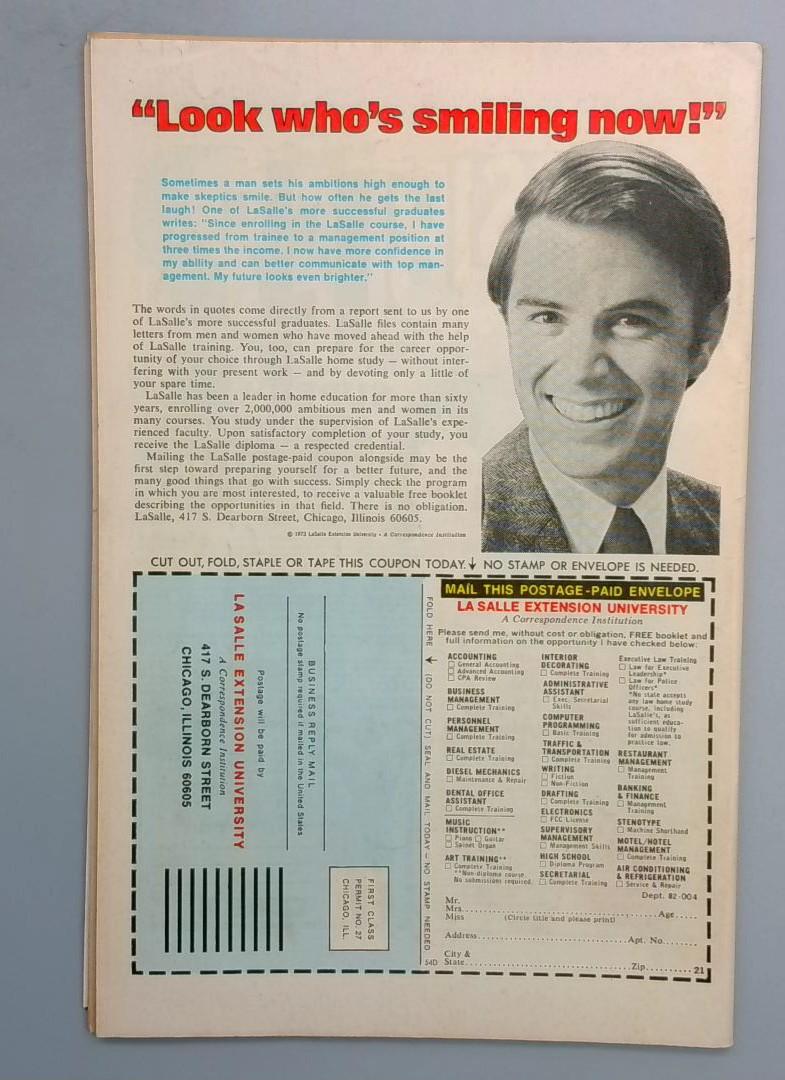 “Look who’s smiling now!”
Sometimes a man sets his ambitions high enough to
make skeptics smile. But how often he gets the last
laugh! One of LaSalle's more successful graduates
writes: "Since enrolling in the LaSalle course, I have
progressed from trainee to a management position at
three times the income. I now have more confidence in
my ability and can better communicate with top man-
agement. My future looks even brighter."
The words in quotes come directly from a report sent to us by one
of LaSalle's more successful graduates. LaSalle files contain many
letters from men and women who have moved ahead with the help
of LaSalle training. You, too, can prepare for the career oppor-
tunity of your choice through LaSalle home study — without inter-
fering with your present work — and by devoting only a little of
your spare time.
LaSalle has been a leader in home education for more than sixty
years, enrolling over 2,000,000 ambitious men and women in its
many courses. You study under the supervision of LaSalle's expe-
rienced faculty. Upon satisfactory completion of your study, you
receive the LaSalle diploma — a respected credential.
Mailing the LaSalle postage-paid coupon alongside may be the
first step toward preparing yourself for a better future, and the
many good things that go with success. Simply check the program
in which you are most interested, to receive a valuable free booklet
describing the opportunities in that field. There is no obligation.
LaSalle, 417 S. Dearborn Street, Chicago, Illinois 60605.
© 1973 LaSalle Extension University • A Correspondence Institution
CUT OUT, FOLD, STAPLE OR TAPE THIS COUPON TODAY. ↓ NO STAMP OR ENVELOPE IS NEEDED.
BUSINESS REPLY MAIL
No postage stamp required if mailed in the United States
Postage will be paid by
LA SALLE EXTENSION UNIVERSITY
A Correspondence Institution
417 S. DEARBORN STREET
CHICAGO, ILLINOIS 60605
FIRST CLASS
PERMIT NO. 27
CHICAGO, ILL.
FOLD HERE ← (DO NOT CUT) SEAL AND MAIL TODAY — NO STAMP NEEDED
MAIL THIS POSTAGE-PAID ENVELOPE
LA SALLE EXTENSION UNIVERSITY
A Correspondence Institution
Please send me, without cost or obligation, FREE booklet and
full information on the opportunity I have checked below:
ACCOUNTING
☐ General Accounting
☐ Advanced Accounting
☐ CPA Review
BUSINESS
MANAGEMENT
☐ Complete Training
PERSONNEL
MANAGEMENT
☐ Complete Training
REAL ESTATE
☐ Complete Training
DIESEL MECHANICS
☐ Maintenance & Repair
DENTAL OFFICE
ASSISTANT
☐ Complete Training
MUSIC
INSTRUCTION**
☐ Piano ☐ Guitar
☐ Spinet Organ
ART TRAINING**
☐ Complete Training
**Non-diploma course.
No submissions required.
INTERIOR
DECORATING
☐ Complete Training
ADMINISTRATIVE
ASSISTANT
☐ Exec. Secretarial
Skills
COMPUTER
PROGRAMMING
☐ Basic Training
TRAFFIC &
TRANSPORTATION
☐ Complete Training
WRITING
☐ Fiction
☐ Non-Fiction
DRAFTING
☐ Complete Training
ELECTRONICS
☐ FCC License
SUPERVISORY
MANAGEMENT
☐ Management Skills
HIGH SCHOOL
☐ Diploma Program
SECRETARIAL
☐ Complete Training
Executive Law Training
☐ Law for Executive
Leadership*
☐ Law for Police
Officers*
*No state accepts
any law home study
course, including
LaSalle's, as
sufficient educa-
tion to qualify
for admission to
practice law.
RESTAURANT
MANAGEMENT
☐ Management
Training
BANKING
& FINANCE
☐ Management
Training
STENOTYPE
☐ Machine Shorthand
MOTEL/HOTEL
MANAGEMENT
☐ Complete Training
AIR CONDITIONING
& REFRIGERATION
☐ Service & Repair
Dept. 82-004
Mr.
Mrs............................................Age.....
Miss (Circle title and please print)
Address.................................Apt. No........
City &
State....................................Zip..........
54D
21